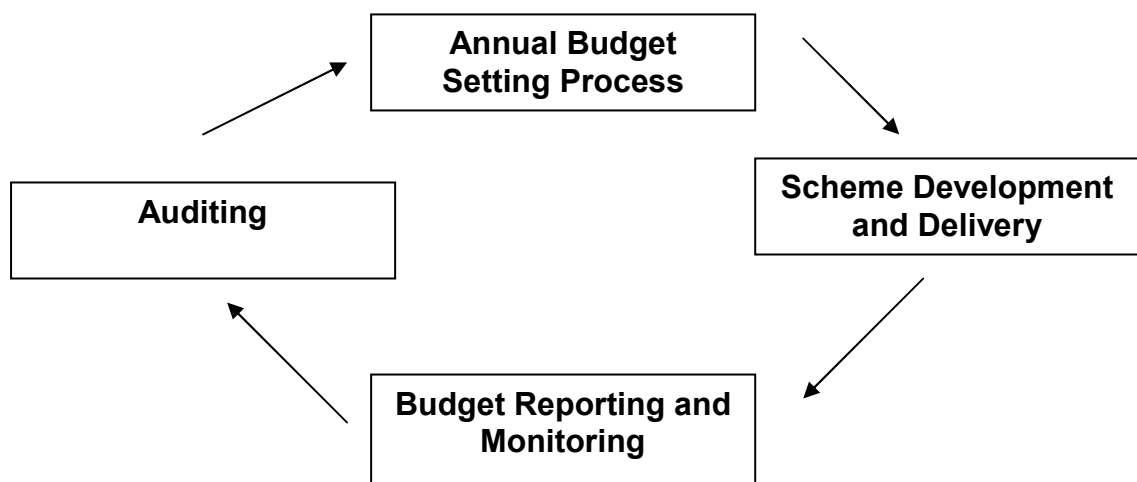 Annual Budget
Setting Process
Scheme Development
and Delivery
Auditing
Budget Reporting and
Monitoring